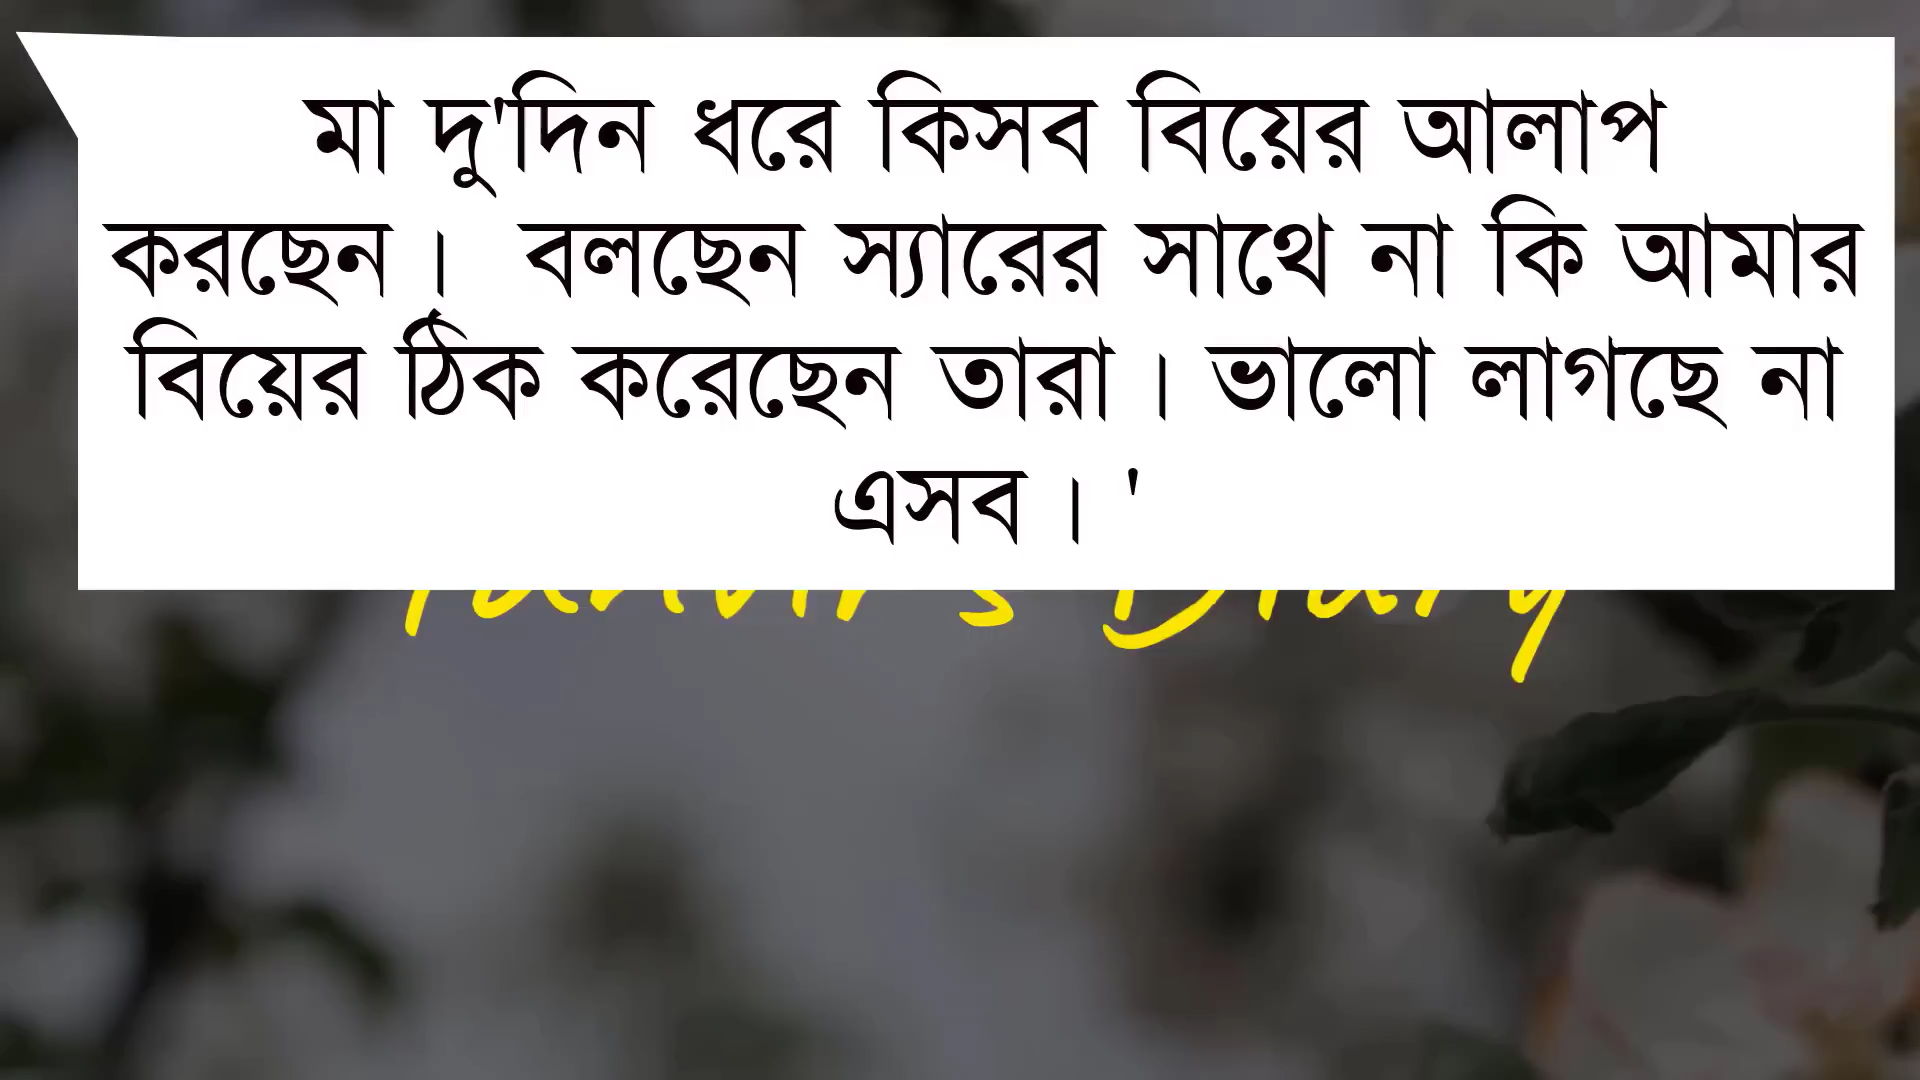 মা দু'দিন ধরে কিসব বিয়ের আলাপ
করছেন। বলছেন স্যারের সাথে না কি আমার
বিয়ের ঠিক করেছেন তারা। ভালো লাগছে না
এসব। '